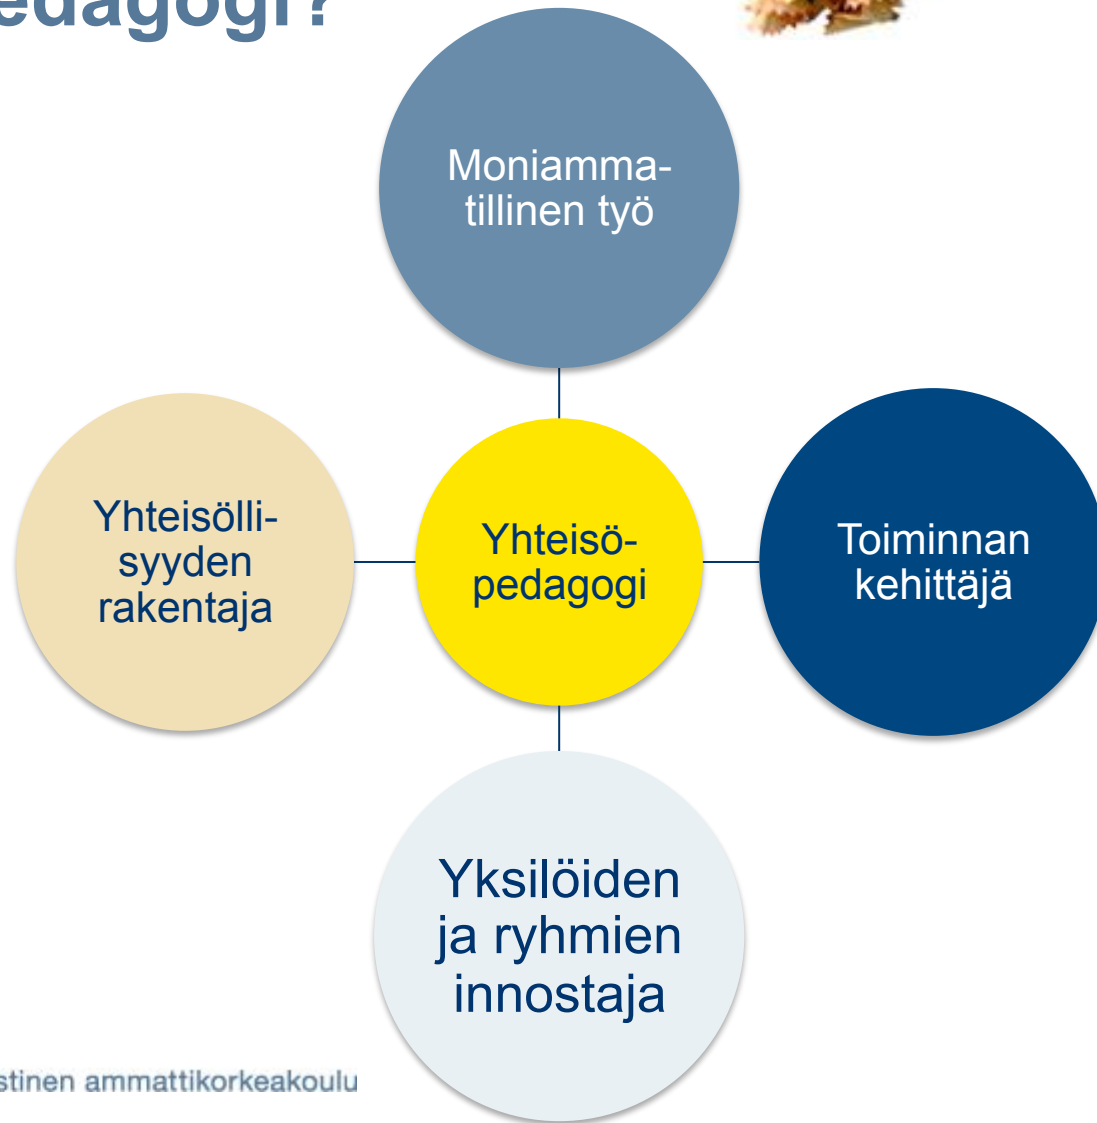 edagogi?
Moniamma-
tillinen työ
Yhteisölli-
syyden
rakentaja
Yhteisö-
pedagogi
Toiminnan
kehittäjä
Yksilöiden
ja ryhmien
innostaja
stinen ammattikorkeakoulu